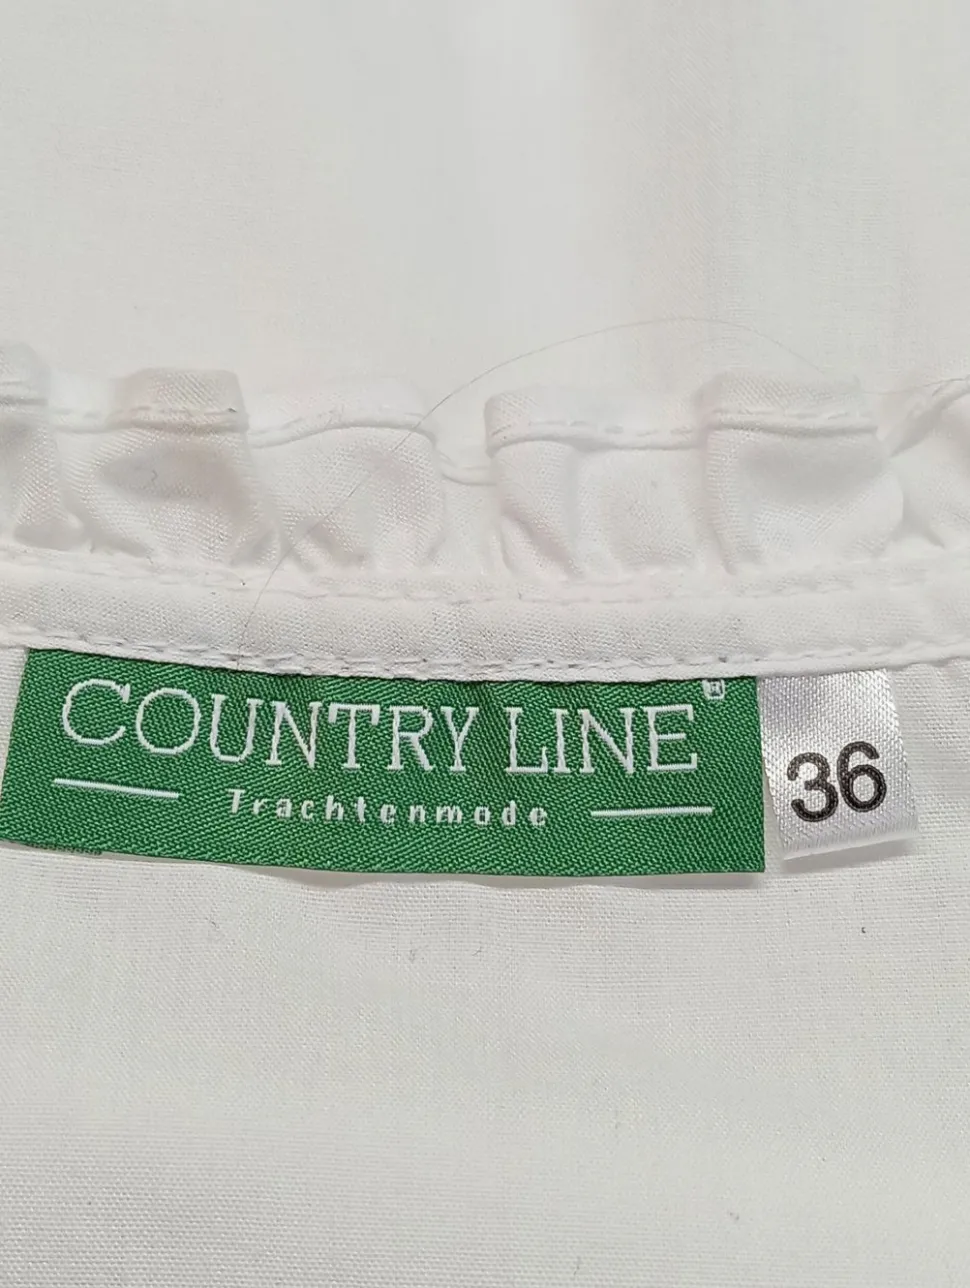 COUNTRY LINE
Trachtenmode
36